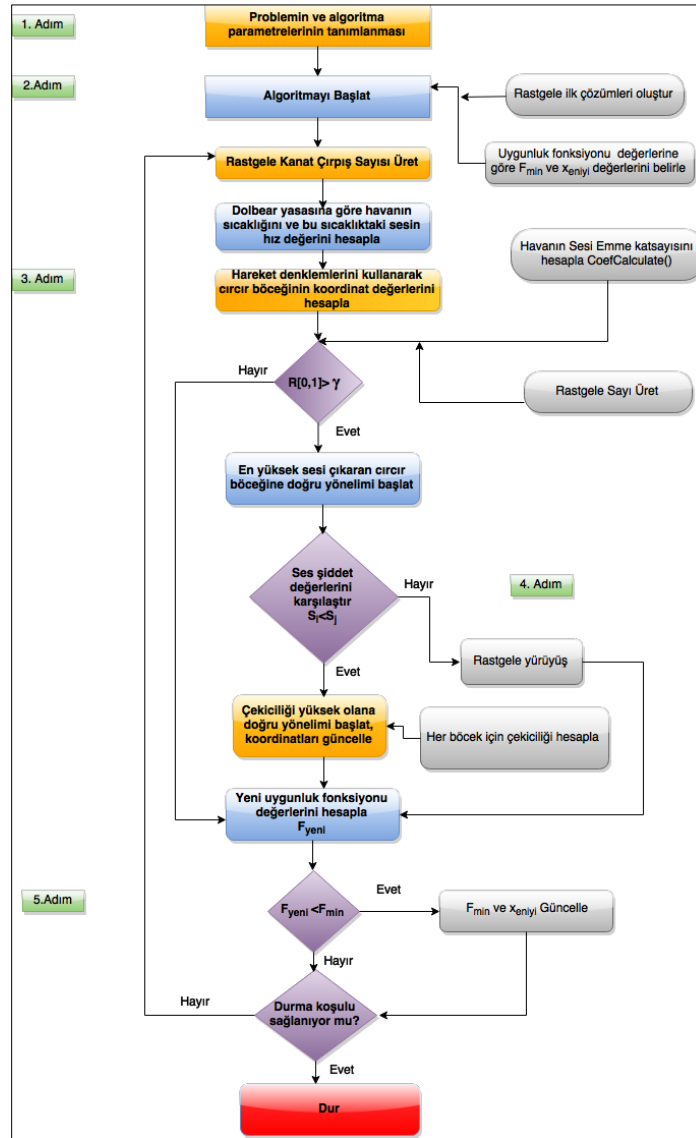 1. Adım
Problemin ve algoritma
parametrelerinin tanımlanması
2.Adım
Algoritmayı Başlat
Rastgele ilk çözümleri oluştur
Uygunluk fonksiyonu değerlerine
göre Fmin ve xeniyi değerlerini belirle
Rastgele Kanat Çırpış Sayısı Üret
Dolbear yasasına göre havanın
sıcaklığını ve bu sıcaklıktaki sesin
hız değerini hesapla
Havanın Sesi Emme katsayısını
hesapla CoefCalculate()
3. Adım
Hareket denklemlerini kullanarak
cırcır böceğinin koordinat değerlerini
hesapla
Hayır
R[0,1]> γ
Rastgele Sayı Üret
Evet
En yüksek sesi çıkaran cırcır
böceğine doğru yönelimi başlat
Ses şiddet
değerlerini
karşılaştır
Si<Sj
Hayır
4. Adım
Rastgele yürüyüş
Evet
Çekiciliği yüksek olana
doğru yönelimi başlat,
koordinatları güncelle
Her böcek için çekiciliği hesapla
Yeni uygunluk fonksiyonu
değerlerini hesapla
Fyeni
5.Adım
Fyeni <Fmin
Evet
Fmin ve xeniyi Güncelle
Hayır
Hayır
Durma koşulu
sağlanıyor mu?
Evet
Dur